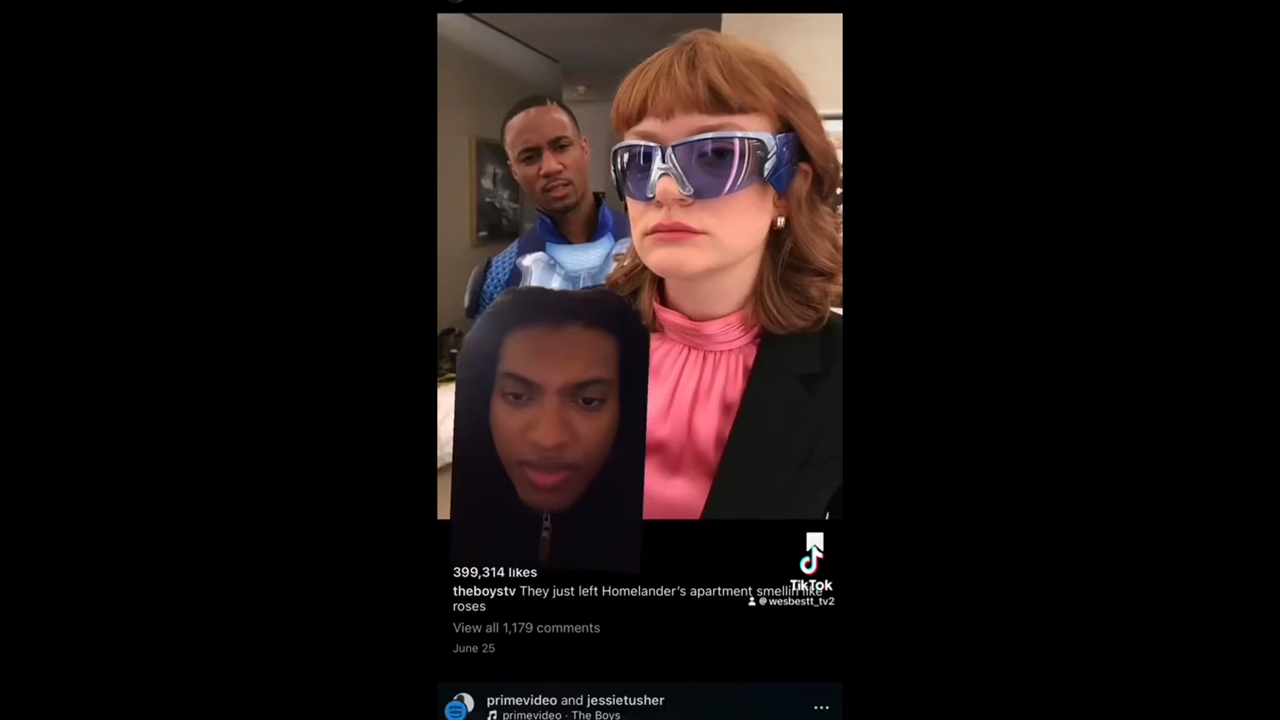 399,314 likes
theboystv They just left Homelander's apartment smellin like
roses
TikTok
@wesbestt_tv2
View all 1,179 comments
June 25
primevideo and jessietusher
primevideo · The Boys